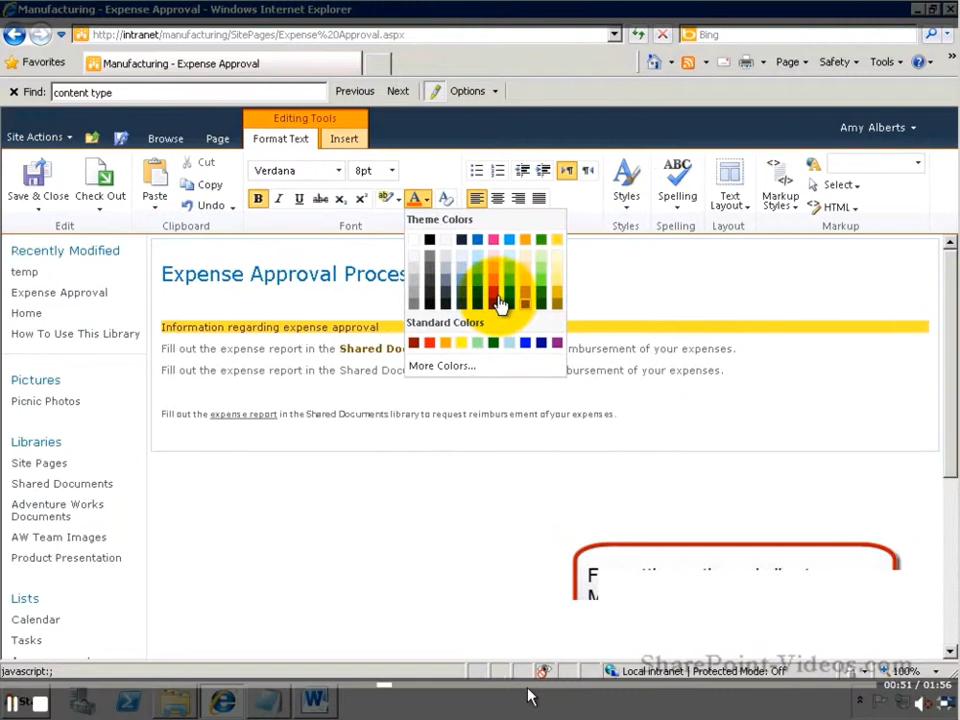 Manufacturing - Expense Approval - Windows Internet Explorer
http://intranet/manufacturing/SitePages/Expense%20Approval.aspx
Bing
Favorites
Manufacturing - Expense Approval
Page
Safety
Tools
Find: content type
Previous Next Options
Editing Tools
Site Actions Browse Page Format Text Insert
Amy Alberts
Verdana 8pt
Save & Close Check Out Paste
Cut
Copy
Undo
Styles Spelling Text Layout Markup Styles
Select
HTML
Edit Clipboard Font Styles Spelling Layout Markup
Theme Colors
Standard Colors
More Colors...
Recently Modified
temp
Expense Approval
Home
How To Use This Library
Pictures
Picnic Photos
Libraries
Site Pages
Shared Documents
Adventure Works
Documents
AW Team Images
Product Presentation
Lists
Calendar
Tasks
Expense Approval
Information regarding expense approval
Fill out the expense report in the Shared
Fill out the expense report in the Shared
of your expenses.
of your expenses.
Fill out the expense report in the Shared Documents library to request reimbursement of your expenses.
SharePoint-Videos.com
javascript:;
Local intranet | Protected Mode: Off
100%
00:51 / 01:56